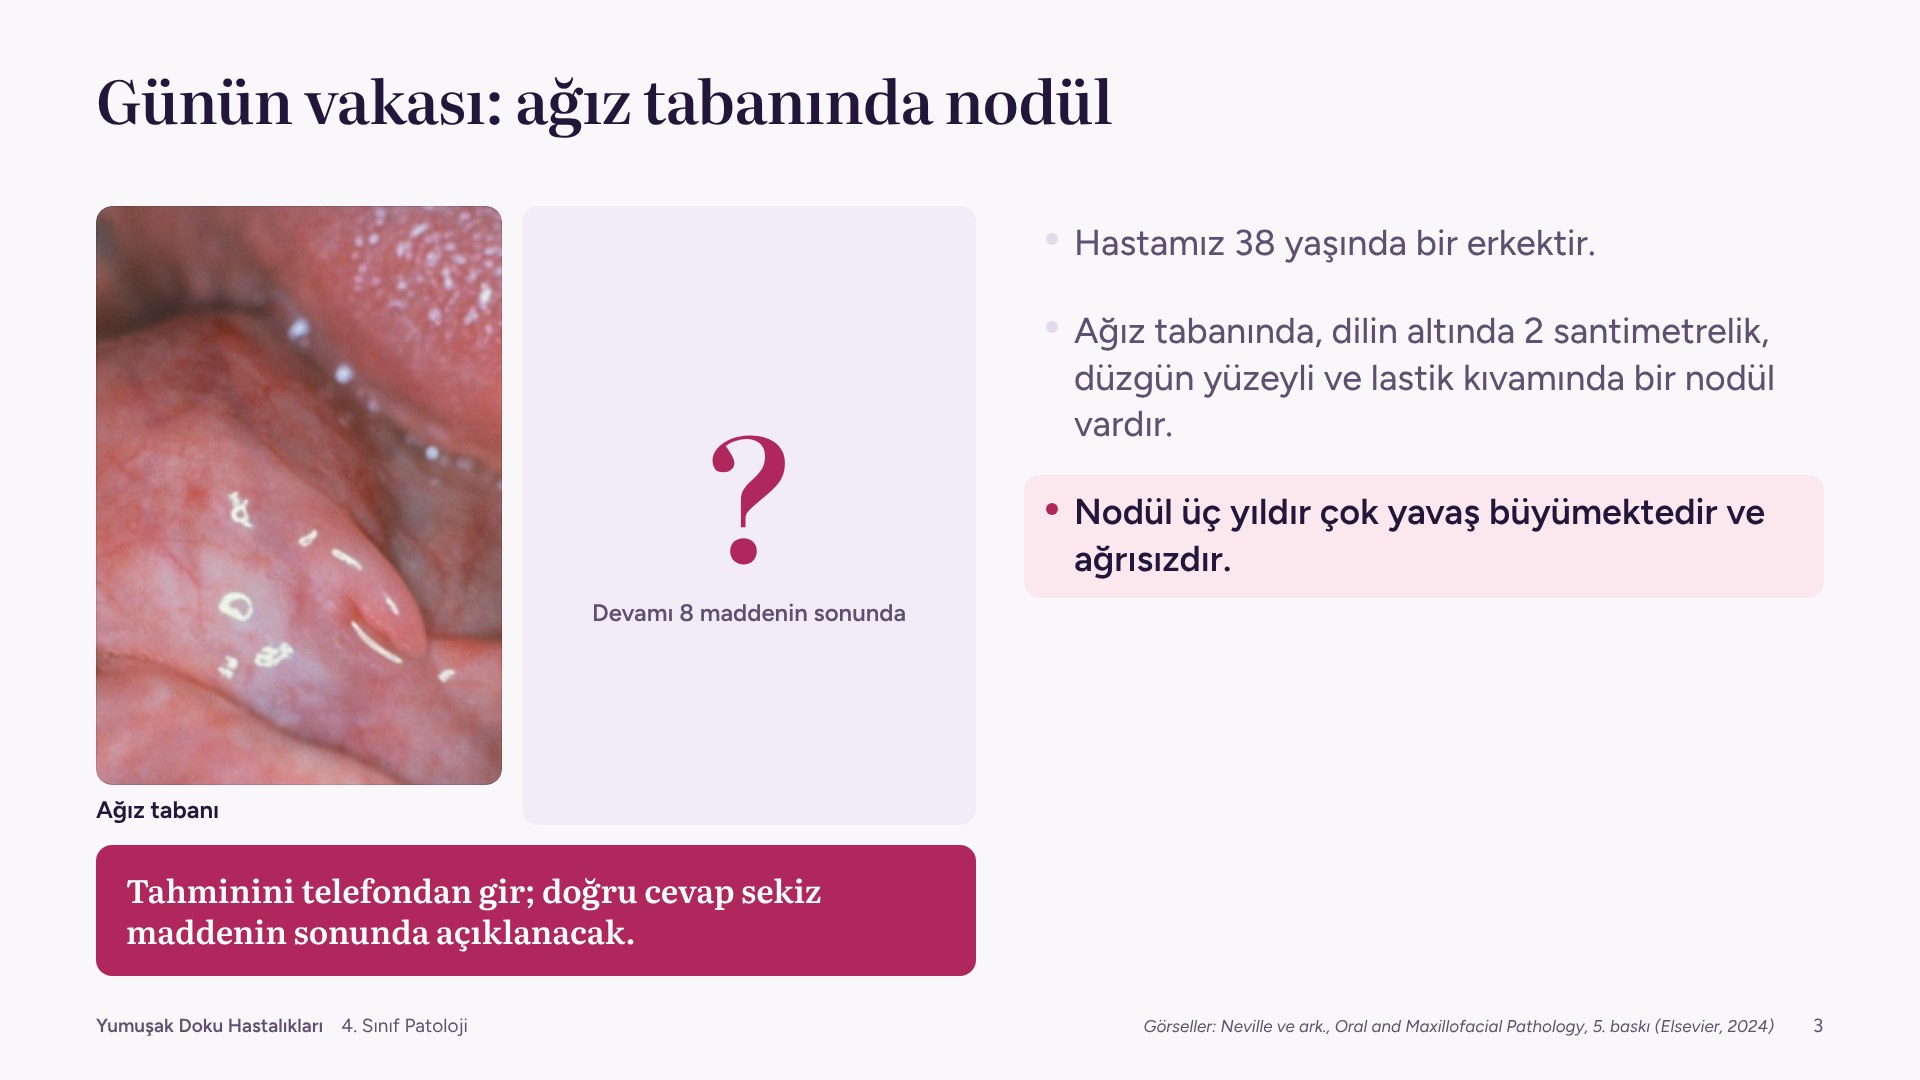 Günün vakası: ağız tabanında nodül
?
Devamı 8 maddenin sonunda
Ağız tabanı
Tahminini telefondan gir; doğru cevap sekiz
maddenin sonunda açıklanacak.
Hastamız 38 yaşında bir erkektir.
Ağız tabanında, dilin altında 2 santimetrelik,
düzgün yüzeyli ve lastik kıvamında bir nodül
vardır.
Nodül üç yıldır çok yavaş büyümektedir ve
ağrısızdır.
Yumuşak Doku Hastalıkları 4. Sınıf Patoloji
Görseller: Neville ve ark., Oral and Maxillofacial Pathology, 5. baskı (Elsevier, 2024) 3